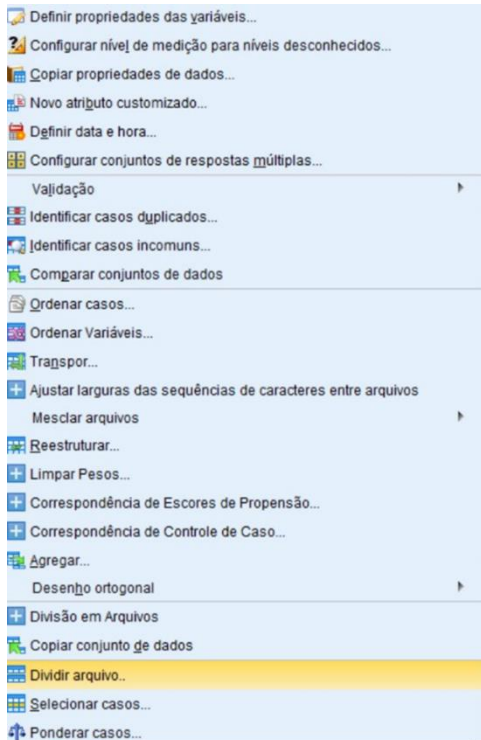 Definir propriedades das variáveis...
Configurar nível de medição para níveis desconhecidos...
Copiar propriedades de dados...
Novo atributo customizado...
Definir data e hora...
Configurar conjuntos de respostas múltiplas...
Validação
Identificar casos duplicados...
Identificar casos incomuns...
Comparar conjuntos de dados
Ordenar casos...
Ordenar Variáveis...
Transpor...
Ajustar larguras das sequências de caracteres entre arquivos
Mesclar arquivos
Reestruturar...
Limpar Pesos...
Correspondência de Escores de Propensão...
Correspondência de Controle de Caso...
Agregar...
Desenho ortogonal
Divisão em Arquivos
Copiar conjunto de dados
Dividir arquivo..
Selecionar casos...
Ponderar casos...